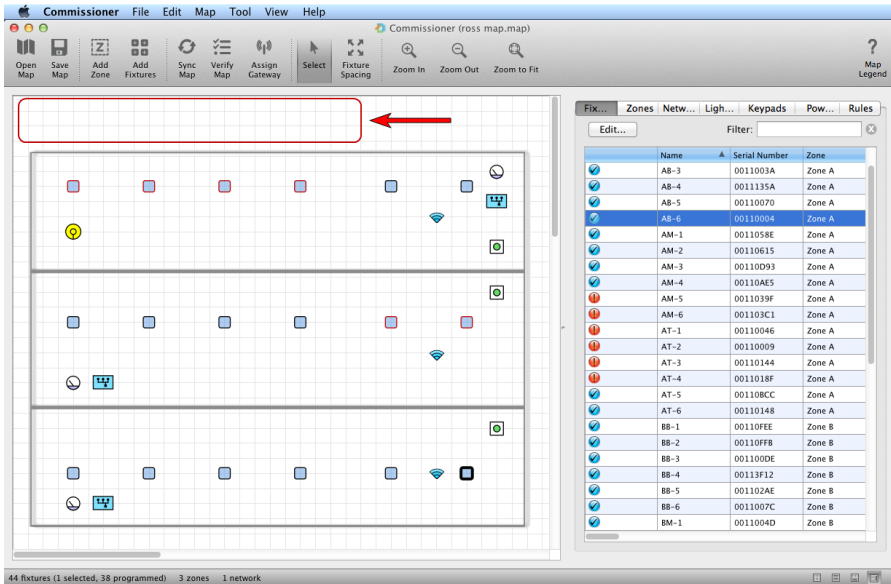 Commissioner File Edit Map Tool View Help
Commissioner (ross map.map)
Open Map
Save Map
Add Zone
Add Fixtures
Sync Map
Verify Map
Assign Gateway
Select
Fixture Spacing
Zoom In
Zoom Out
Zoom to Fit
? Map Legend
Fix... Zones Netw... Ligh... Keypads Pow... Rules
Edit... Filter:
Name Serial Number Zone
AB-3 0011003A Zone A
AB-4 0011135A Zone A
AB-5 00110070 Zone A
AB-6 00110004 Zone A
AM-1 0011058E Zone A
AM-2 00110615 Zone A
AM-3 00110D93 Zone A
AM-4 00110AE5 Zone A
AM-5 0011039F Zone A
AM-6 001103C1 Zone A
AT-1 00110046 Zone A
AT-2 00110009 Zone A
AT-3 00110144 Zone A
AT-4 0011018F Zone A
AT-5 00110BCC Zone A
AT-6 00110148 Zone A
BB-1 00110FEE Zone B
BB-2 00110FFB Zone B
BB-3 001100DE Zone B
BB-4 00113F12 Zone B
BB-5 001102AE Zone B
BB-6 0011007C Zone B
BM-1 0011004D Zone B
44 fixtures (1 selected, 38 programmed) 3 zones 1 network